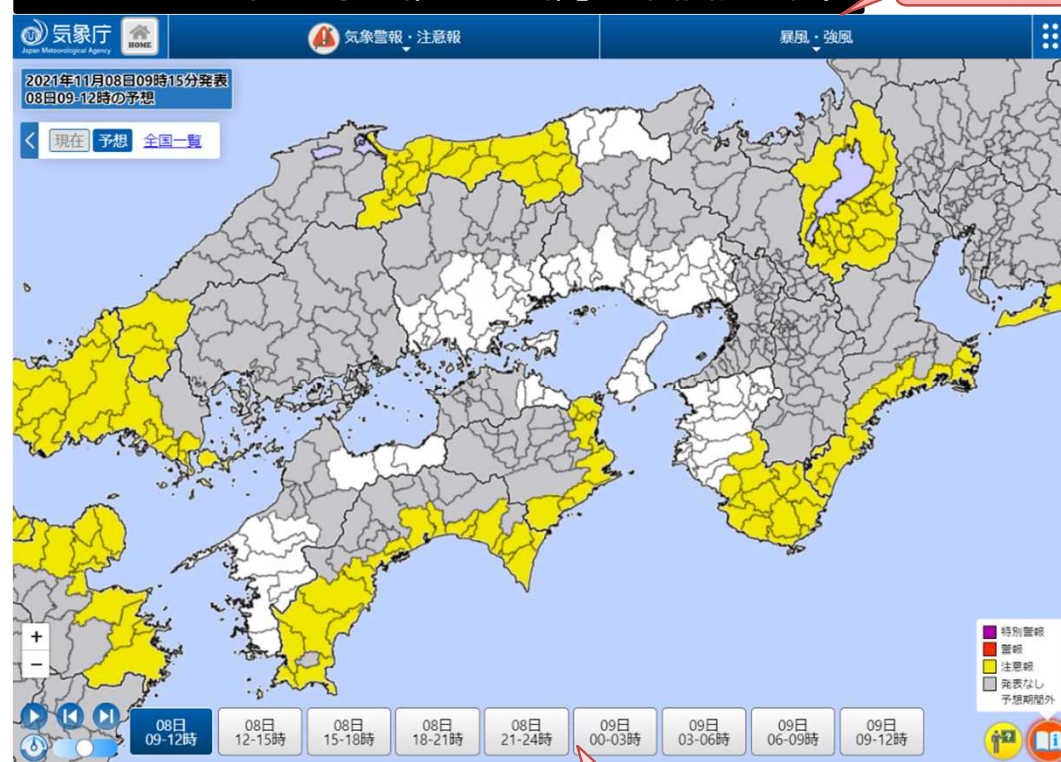 気象庁
Japan Meteorological Agency
HOME
気象警報・注意報
暴風・強風
2021年11月08日09時15分発表
08日09-12時の予想
現在 予想 全国一覧
+
−
特別警報
警報
注意報
発表なし
予想期間外
08日
09-12時
08日
12-15時
08日
15-18時
08日
18-21時
08日
21-24時
09日
00-03時
09日
03-06時
09日
06-09時
09日
09-12時